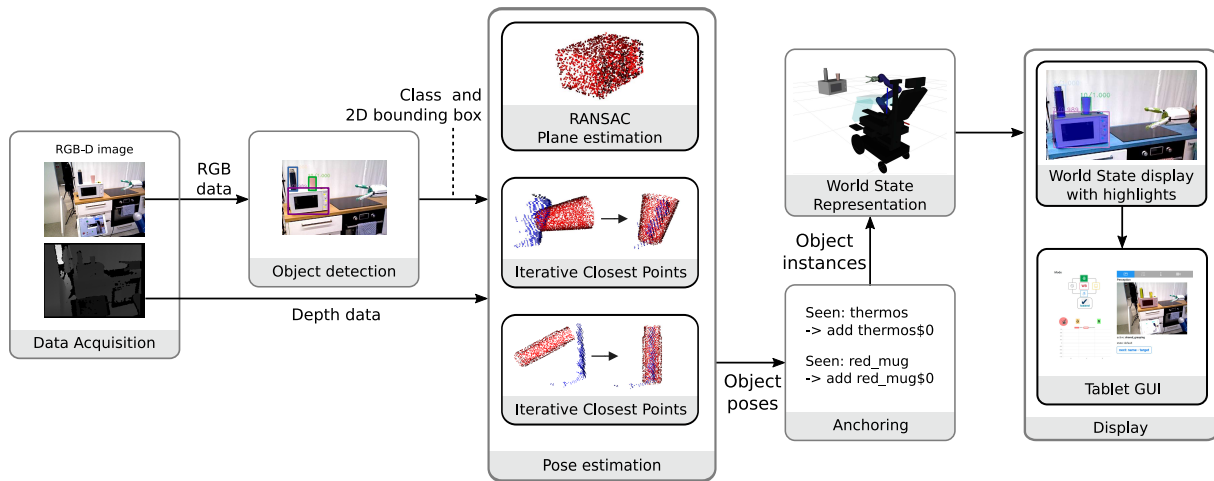 RGB-D image
Data Acquisition
RGB
data
Depth data
Object detection
Class and
2D bounding box
RANSAC
Plane estimation
Iterative Closest Points
Iterative Closest Points
Pose estimation
Object
poses
Seen: thermos
-> add thermos$0
Seen: red_mug
-> add red_mug$0
Anchoring
Object
instances
World State
Representation
World State display
with highlights
Tablet GUI
Display